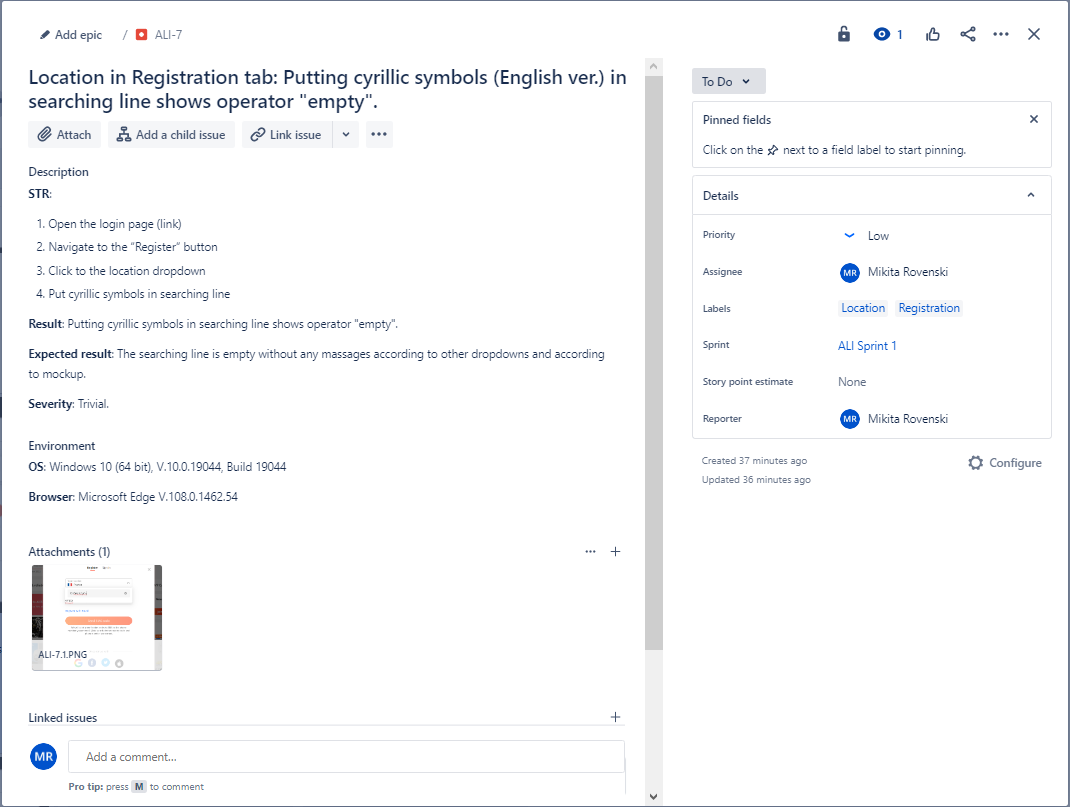 Add epic / ALI-7
1
Location in Registration tab: Putting cyrillic symbols (English ver.) in
searching line shows operator "empty".
Attach Add a child issue Link issue
Description
STR:
1. Open the login page (link)
2. Navigate to the “Register” button
3. Click to the location dropdown
4. Put cyrillic symbols in searching line
Result: Putting cyrillic symbols in searching line shows operator "empty".
Expected result: The searching line is empty without any massages according to other dropdowns and according
to mockup.
Severity: Trivial.
Environment
OS: Windows 10 (64 bit), V.10.0.19044, Build 19044
Browser: Microsoft Edge V.108.0.1462.54
Attachments (1)
ALI-7.1.PNG
Linked issues
MR
Add a comment...
Pro tip: press M to comment
To Do
Pinned fields
Click on the next to a field label to start pinning.
Details
Priority Low
Assignee MR Mikita Rovenski
Labels Location Registration
Sprint ALI Sprint 1
Story point estimate None
Reporter MR Mikita Rovenski
Created 37 minutes ago
Configure
Updated 36 minutes ago